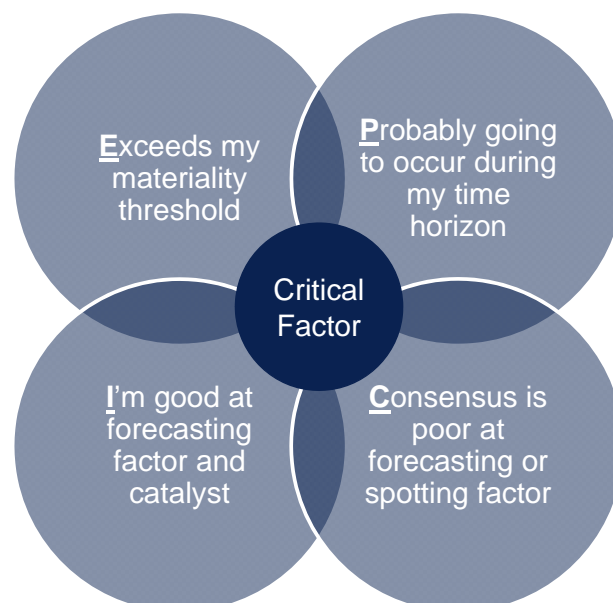 Exceeds my
materiality
threshold
Probably going
to occur during
my time
horizon
Critical
Factor
I'm good at
forecasting
factor and
catalyst
Consensus is
poor at
forecasting or
spotting factor